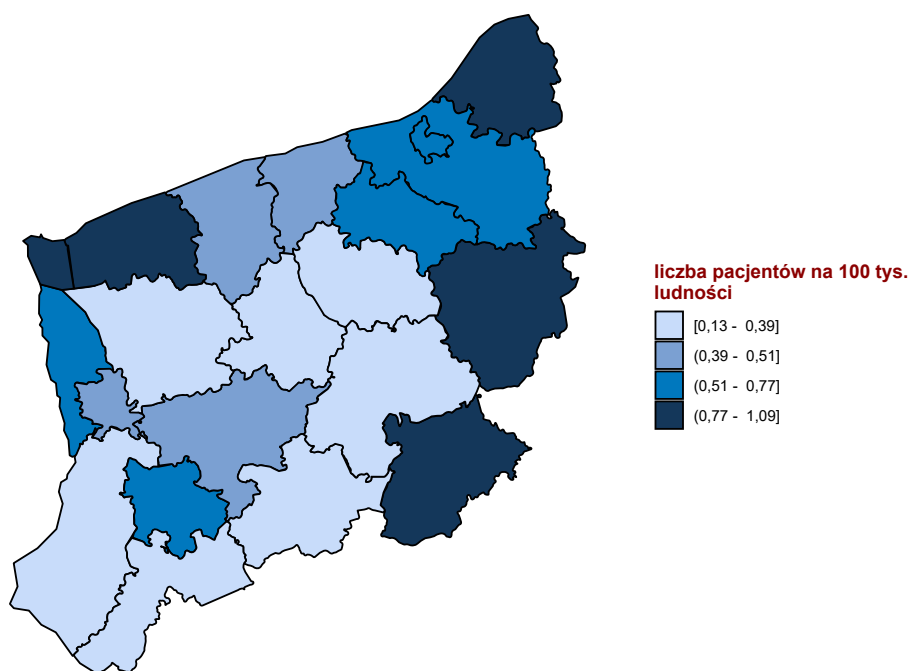 liczba pacjentów na 100 tys.
ludności
[0,13 - 0,39]
(0,39 - 0,51]
(0,51 - 0,77]
(0,77 - 1,09]